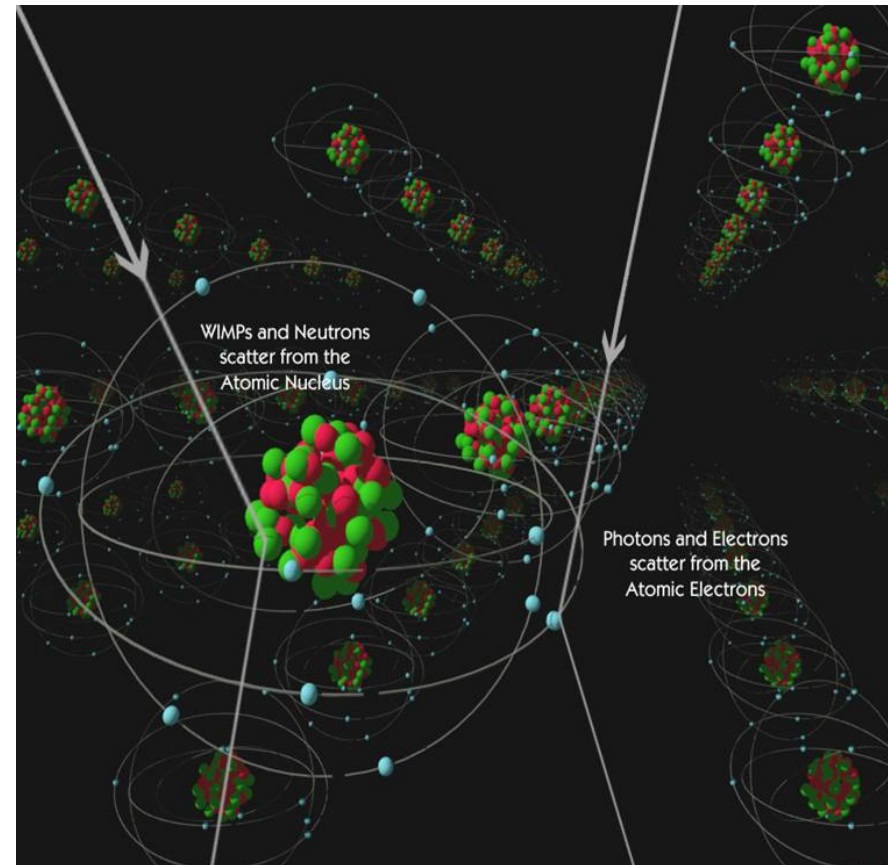 WIMPs and Neutrons
scatter from the
Atomic Nucleus
Photons and Electrons
scatter from the
Atomic Electrons